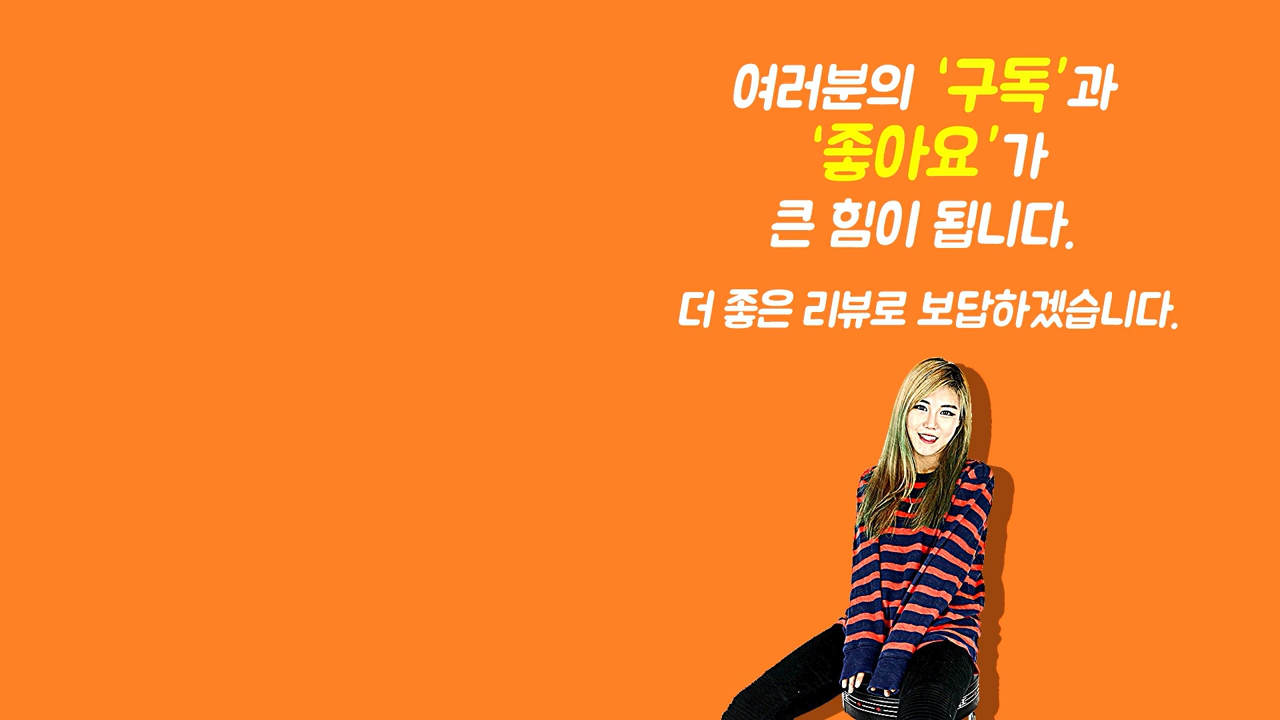 여러분의 '구독'과
'좋아요'가
큰 힘이 됩니다.
더 좋은 리뷰로 보답하겠습니다.